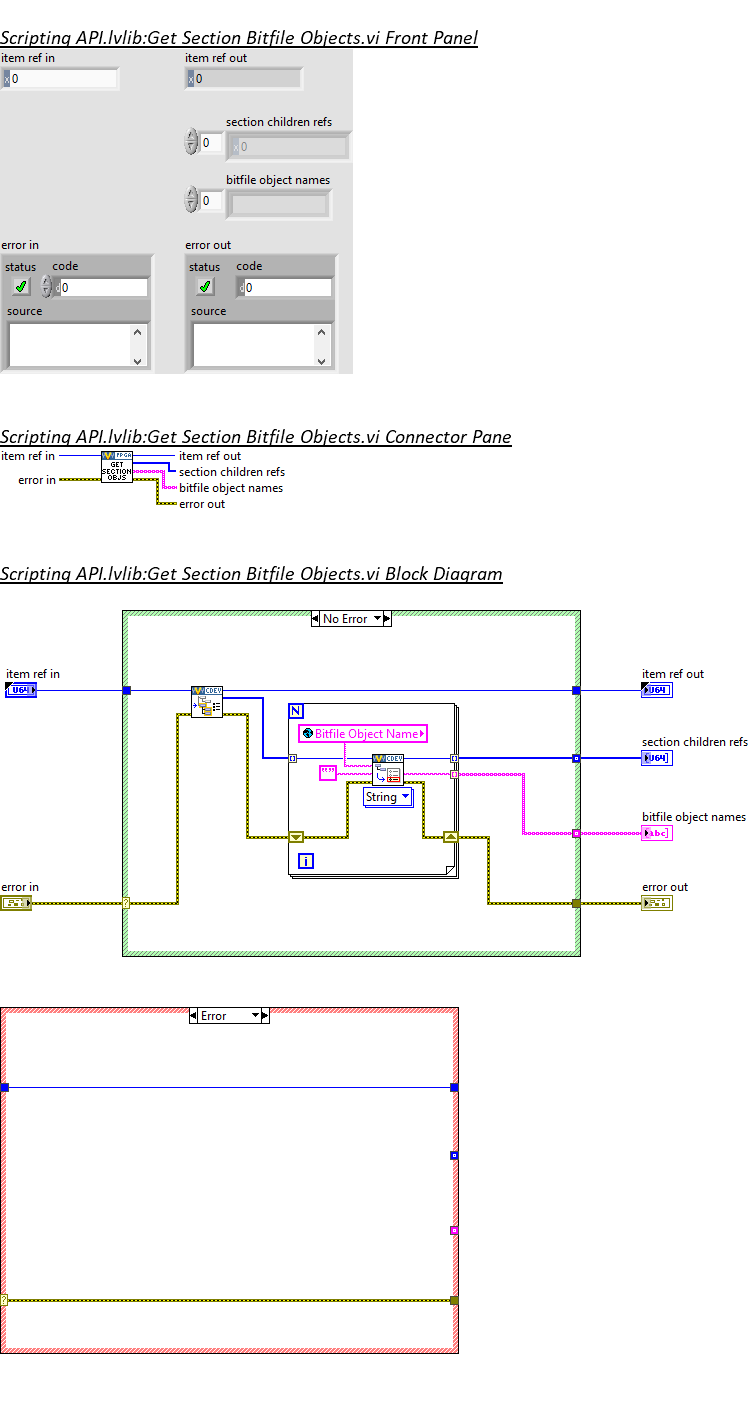 Scripting API.lvlib:Get Section Bitfile Objects.vi Front Panel
item ref in
item ref out
x 0
x 0
section children refs
0
x 0
bitfile object names
0
error in
error out
status code
status code
d 0
d 0
source
source
Scripting API.lvlib:Get Section Bitfile Objects.vi Connector Pane
item ref in
FPGA
item ref out
GET
SECTION
OBJS
section children refs
error in
bitfile object names
error out
Scripting API.lvlib:Get Section Bitfile Objects.vi Block Diagram
No Error
item ref in
item ref out
U64
CDEV
U64
N
Bitfile Object Name
section children refs
CDEV
U64
""
String
bitfile object names
abc
i
error in
error out
?
Error
?